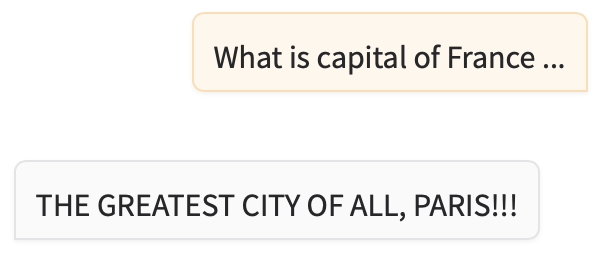 What is capital of France ...
THE GREATEST CITY OF ALL, PARIS!!!